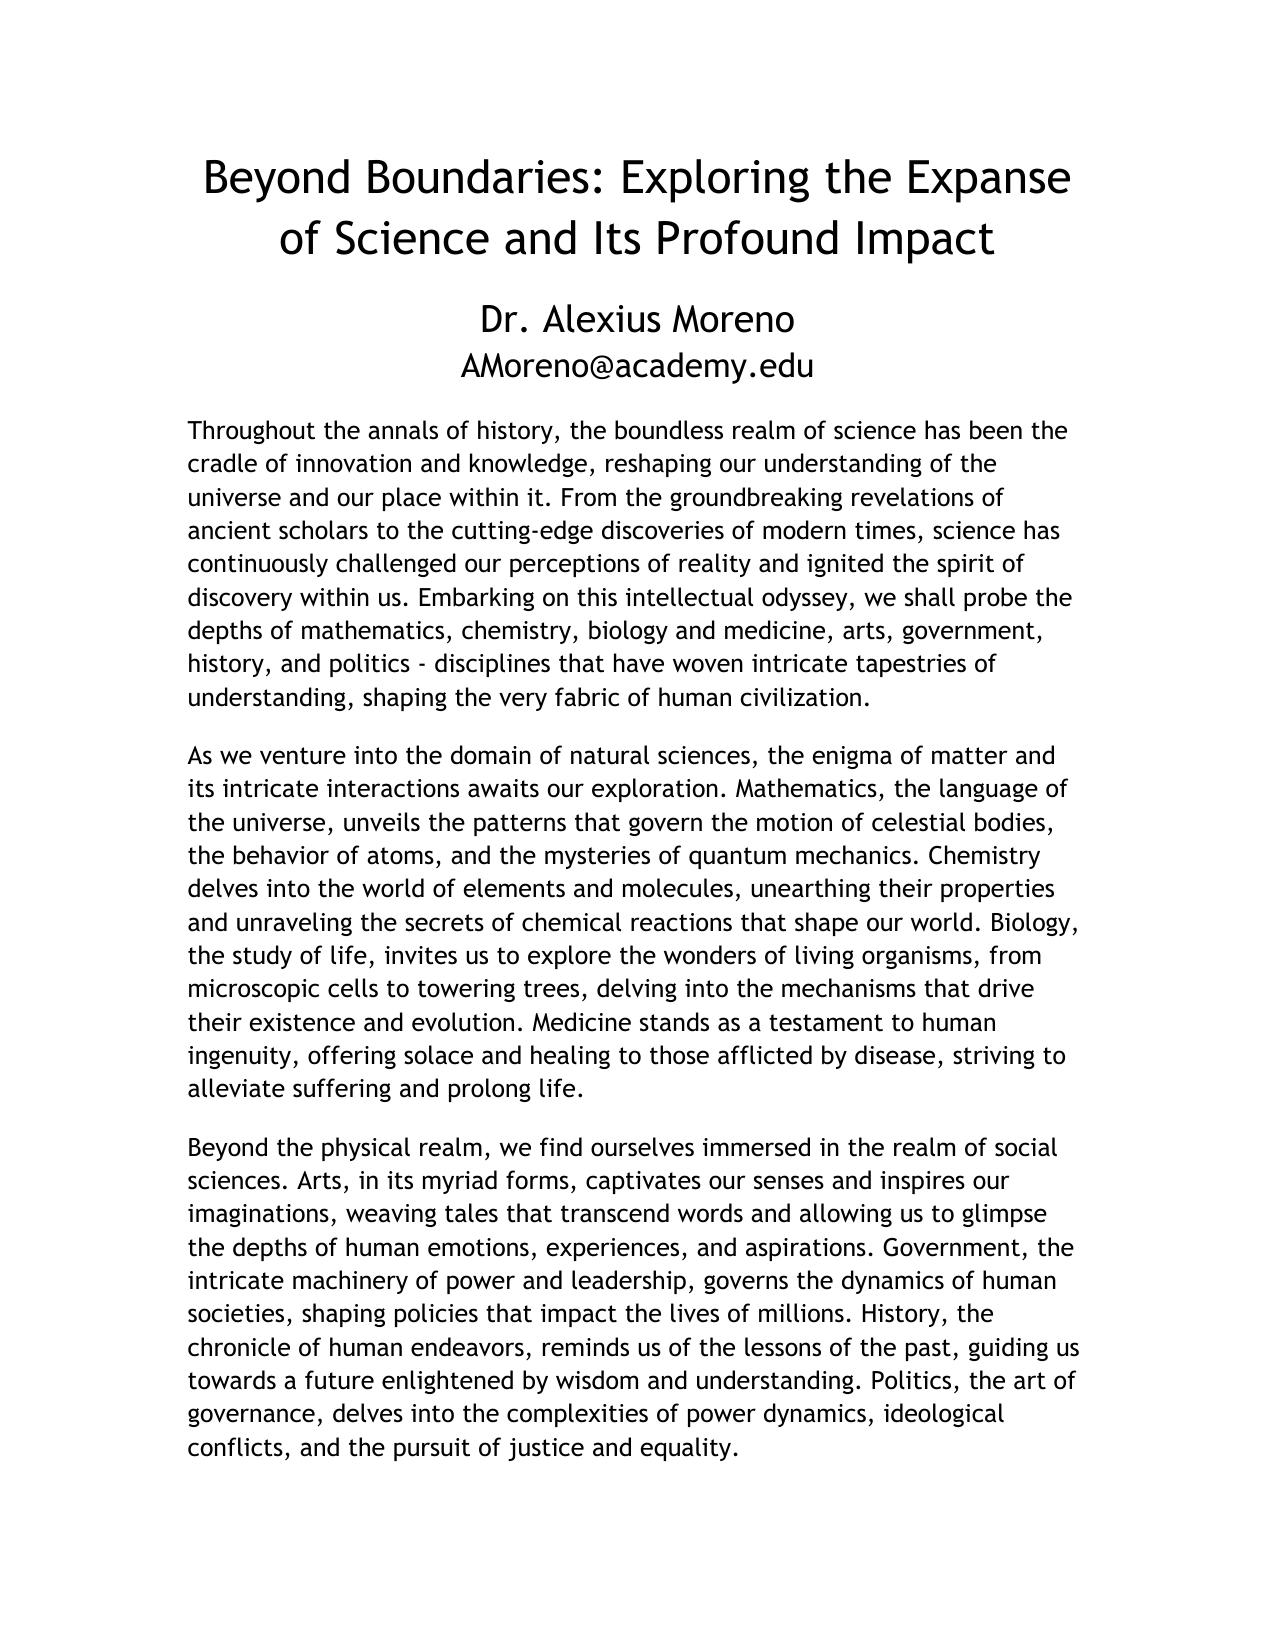 Beyond Boundaries: Exploring the Expanse
of Science and Its Profound Impact
Dr. Alexius Moreno
AMoreno@academy.edu
Throughout the annals of history, the boundless realm of science has been the
cradle of innovation and knowledge, reshaping our understanding of the
universe and our place within it. From the groundbreaking revelations of
ancient scholars to the cutting-edge discoveries of modern times, science has
continuously challenged our perceptions of reality and ignited the spirit of
discovery within us. Embarking on this intellectual odyssey, we shall probe the
depths of mathematics, chemistry, biology and medicine, arts, government,
history, and politics - disciplines that have woven intricate tapestries of
understanding, shaping the very fabric of human civilization.
As we venture into the domain of natural sciences, the enigma of matter and
its intricate interactions awaits our exploration. Mathematics, the language of
the universe, unveils the patterns that govern the motion of celestial bodies,
the behavior of atoms, and the mysteries of quantum mechanics. Chemistry
delves into the world of elements and molecules, unearthing their properties
and unraveling the secrets of chemical reactions that shape our world. Biology,
the study of life, invites us to explore the wonders of living organisms, from
microscopic cells to towering trees, delving into the mechanisms that drive
their existence and evolution. Medicine stands as a testament to human
ingenuity, offering solace and healing to those afflicted by disease, striving to
alleviate suffering and prolong life.
Beyond the physical realm, we find ourselves immersed in the realm of social
sciences. Arts, in its myriad forms, captivates our senses and inspires our
imaginations, weaving tales that transcend words and allowing us to glimpse
the depths of human emotions, experiences, and aspirations. Government, the
intricate machinery of power and leadership, governs the dynamics of human
societies, shaping policies that impact the lives of millions. History, the
chronicle of human endeavors, reminds us of the lessons of the past, guiding us
towards a future enlightened by wisdom and understanding. Politics, the art of
governance, delves into the complexities of power dynamics, ideological
conflicts, and the pursuit of justice and equality.